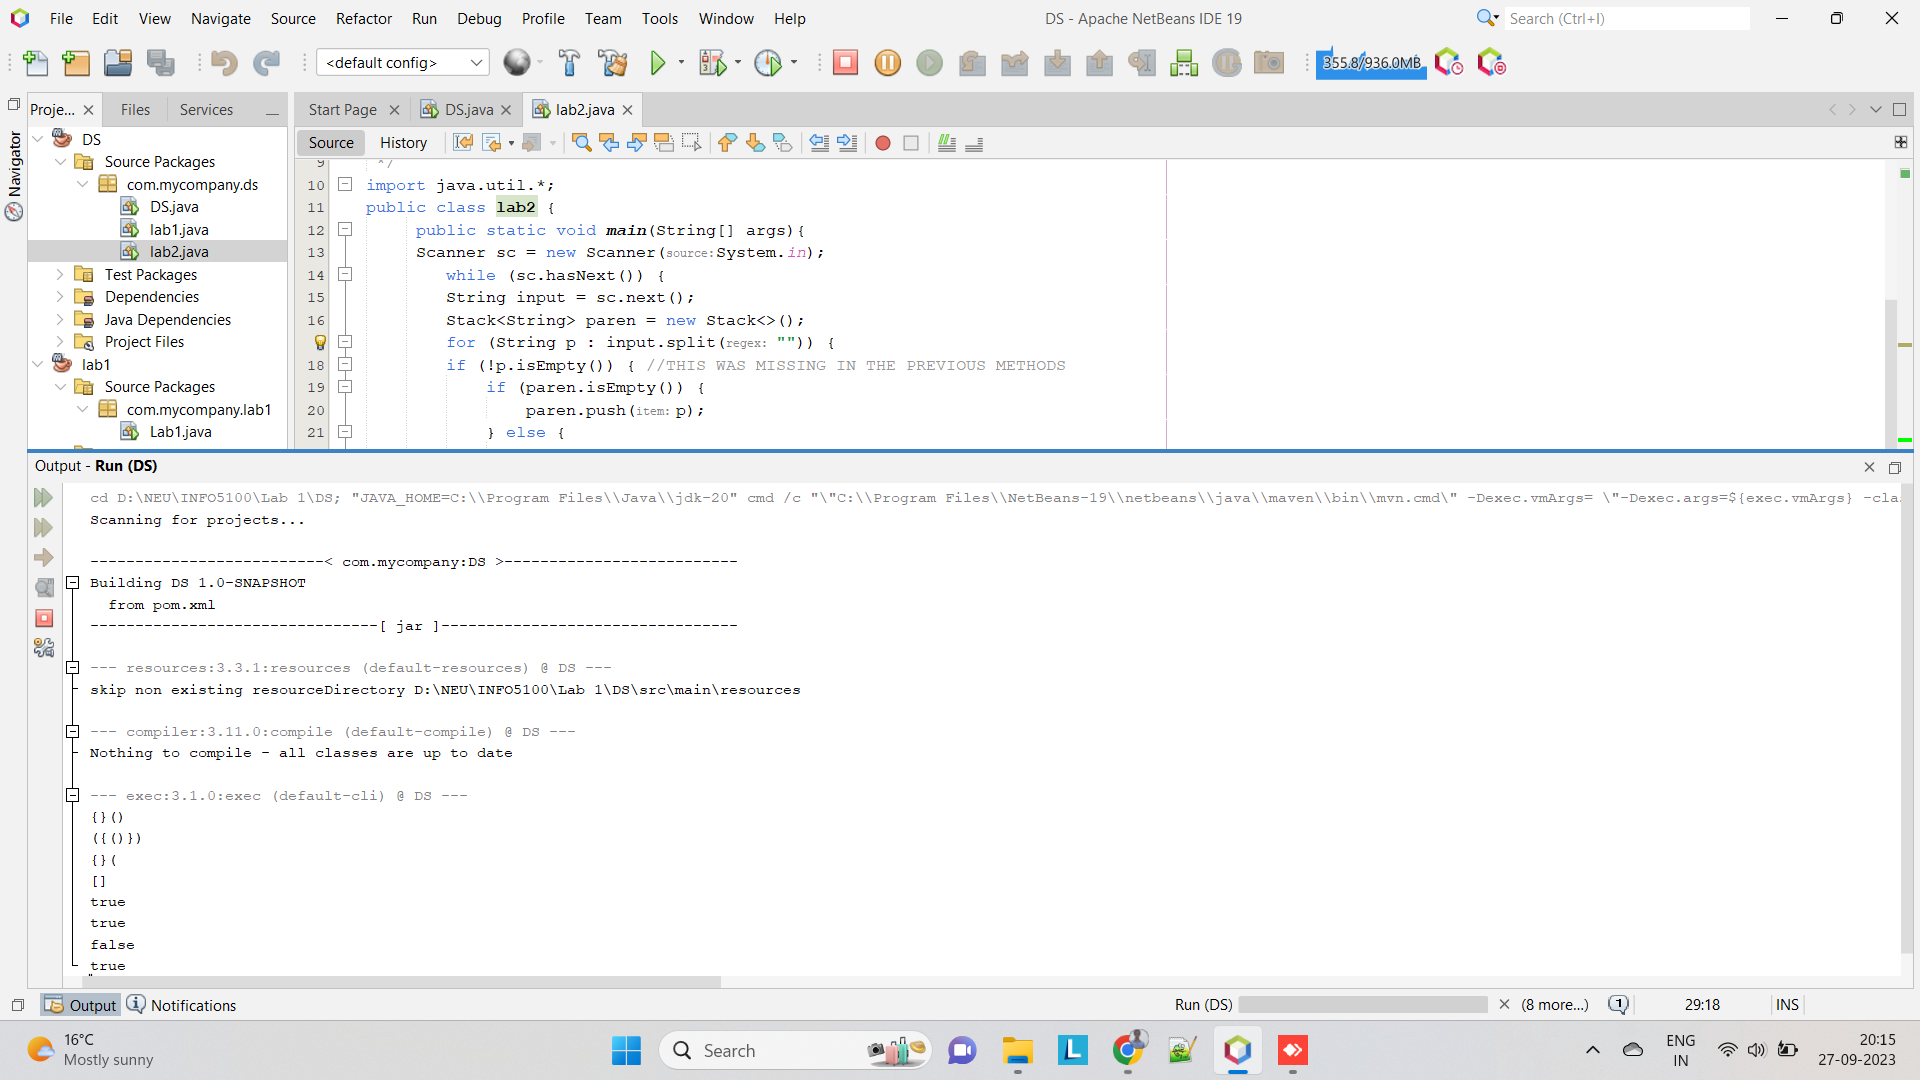 File Edit View Navigate Source Refactor Run Debug Profile Team Tools Window Help
DS - Apache NetBeans IDE 19
Search (Ctrl+I)
<default config>
355.8/936.0MB
Proje... Files Services
Start Page DS.java lab2.java
Navigator
Source History
DS
Source Packages
com.mycompany.ds
DS.java
lab1.java
lab2.java
Test Packages
Dependencies
Java Dependencies
Project Files
lab1
Source Packages
com.mycompany.lab1
Lab1.java
9 */
10 import java.util.*;
11 public class lab2 {
12 public static void main(String[] args){
13 Scanner sc = new Scanner(source:System.in);
14 while (sc.hasNext()) {
15 String input = sc.next();
16 Stack<String> paren = new Stack<>();
for (String p : input.split(regex: "")) {
18 if (!p.isEmpty()) { //THIS WAS MISSING IN THE PREVIOUS METHODS
19 if (paren.isEmpty()) {
20 paren.push(item: p);
21 } else {
Output - Run (DS)
cd D:\NEU\INFO5100\Lab 1\DS; "JAVA_HOME=C:\\Program Files\\Java\\jdk-20" cmd /c "\"C:\\Program Files\\NetBeans-19\\netbeans\\java\\maven\\bin\\mvn.cmd\" -Dexec.vmArgs= \"-Dexec.args=${exec.vmArgs} -cla
Scanning for projects...
--------------------------< com.mycompany:DS >--------------------------
Building DS 1.0-SNAPSHOT
from pom.xml
--------------------------------[ jar ]---------------------------------
--- resources:3.3.1:resources (default-resources) @ DS ---
skip non existing resourceDirectory D:\NEU\INFO5100\Lab 1\DS\src\main\resources
--- compiler:3.11.0:compile (default-compile) @ DS ---
Nothing to compile - all classes are up to date
--- exec:3.1.0:exec (default-cli) @ DS ---
{}()
({()})
{}(
[]
true
true
false
true
Output Notifications
Run (DS)
(8 more...)
1
29:18
INS
16°C
Mostly sunny
Search
L
ENG
IN
20:15
27-09-2023